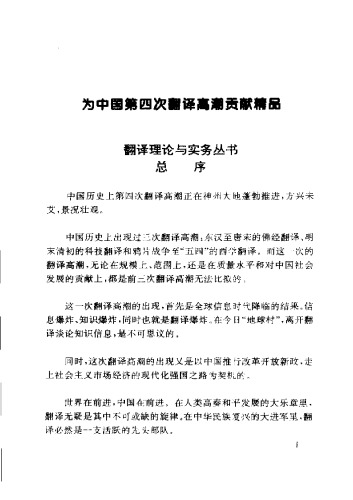 为中国第四次翻译高潮贡献精品
翻译理论与实务丛书
总 序
中国历史上第四次翻译高潮正在神州大地蓬勃推进,方兴未
艾,景况壮观。
中国历史上出现过三次翻译高潮:东汉至唐宋的佛经翻译、明
末清初的科技翻译和鸦片战争至“五四”的西学翻译。而这一次的
翻译高潮,无论在规模上、范围上,还是在质量水平和对中国社会
发展的贡献上,都是前三次翻译高潮无法比拟的。
这一次翻译高潮的出现,首先是全球信息时代降临的结果。信
息爆炸、知识爆炸,同时也就是翻译爆炸。在今日“地球村”,离开翻
译谈论知识信息,是不可思议的。
同时,这次翻译高潮的出现又是以中国推行改革开放新政,走
上社会主义市场经济的现代化强国之路为契机的。
世界在前进,中国在前进。在人类高奏和平发展的大乐章里,
翻译无疑是其中不可或缺的旋律。在中华民族复兴的大进军里,翻
译必然是一支活跃的先头部队。